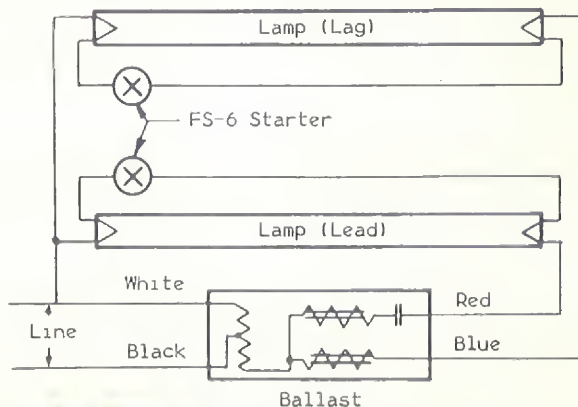 Lamp (Lag)
FS-6 Starter
Lamp (Lead)
White
Red
Line
Black
Blue
Ballast